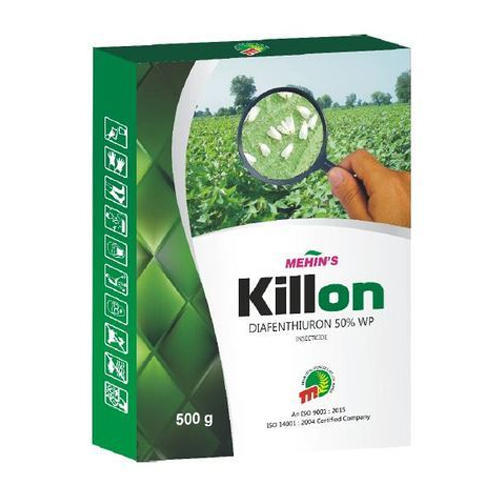 MEHIN'S
Killon
DIAFENTHIURON 50% WP
INSECTICIDE
m
500 g
An ISO 9001 : 2015
ISO 14001 : 2004 Certified Company